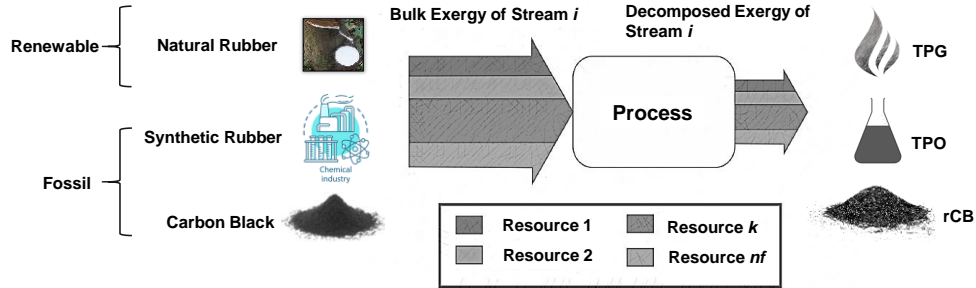 Renewable
Natural Rubber
Fossil
Synthetic Rubber
Chemical
industry
Carbon Black
Bulk Exergy of Stream i
Decomposed Exergy of
Stream i
Process
TPG
TPO
rCB
Resource 1
Resource k
Resource 2
Resource nf